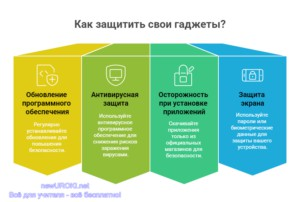 Как защитить свои гаджеты?
Обновление
программного
обеспечения
Регулярно
устанавливайте
обновления для
повышения
безопасности.
Антивирусная
защита
Используйте
антивирусное
программное
обеспечение для
снижения риска
заражения
вирусами.
Осторожность
при установке
приложений
Скачивайте
приложения
только из
официальных
магазинов для
безопасности.
Защита
экрана
Используйте
пароли или
биометрические
данные для
защиты вашего
устройства.
newUROKI.net
Всё для учителя - всё бесплатно!